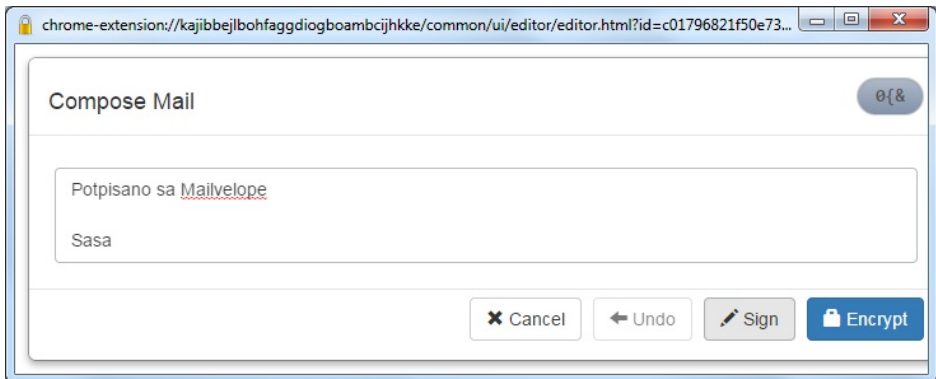 chrome-extension://kajibbejlbohfaggdiogboambcijhkke/common/ui/editor/editor.html?id=c01796821f50e73...
Compose Mail
0{&
Potpisano sa Mailvelope
Sasa
Cancel Undo Sign Encrypt